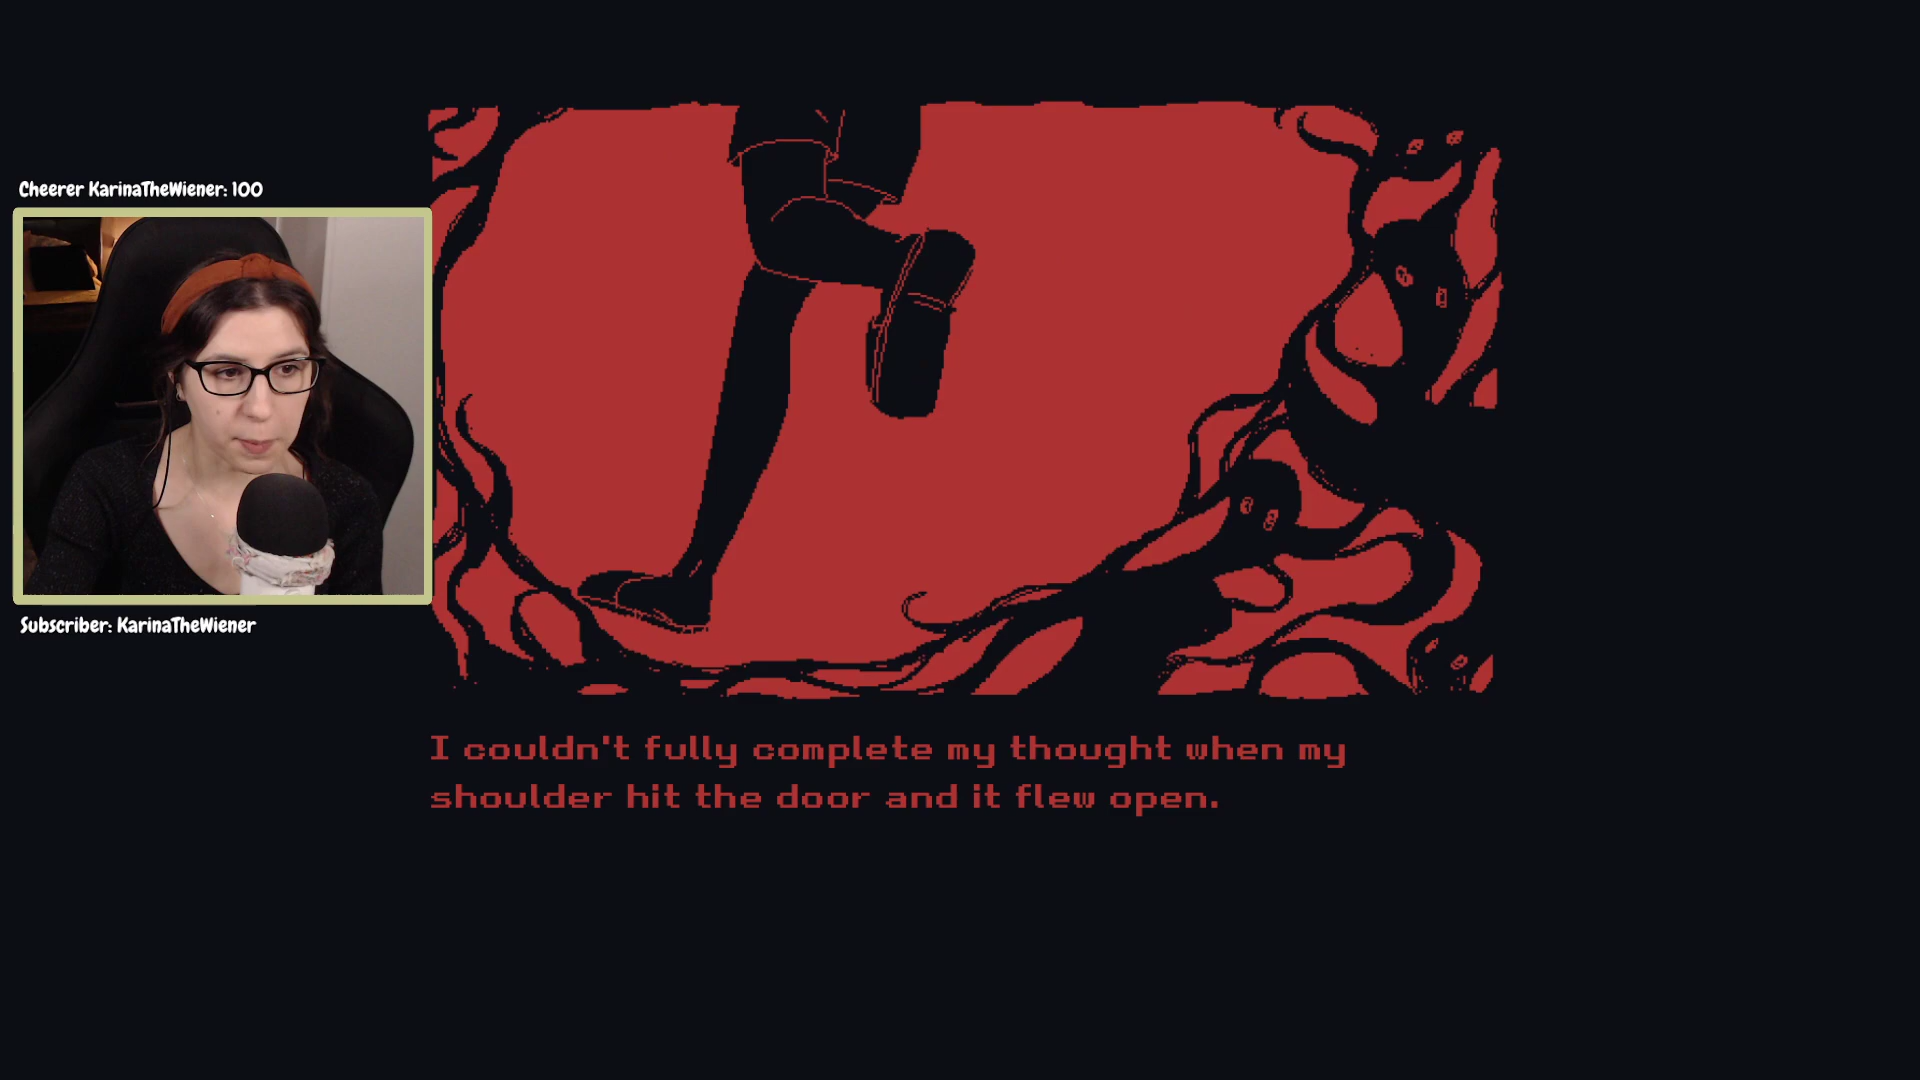 Cheerer KarinaTheWiener: 100
Subscriber: KarinaTheWiener
I couldn't fully complete my thought when my
shoulder hit the door and it flew open.